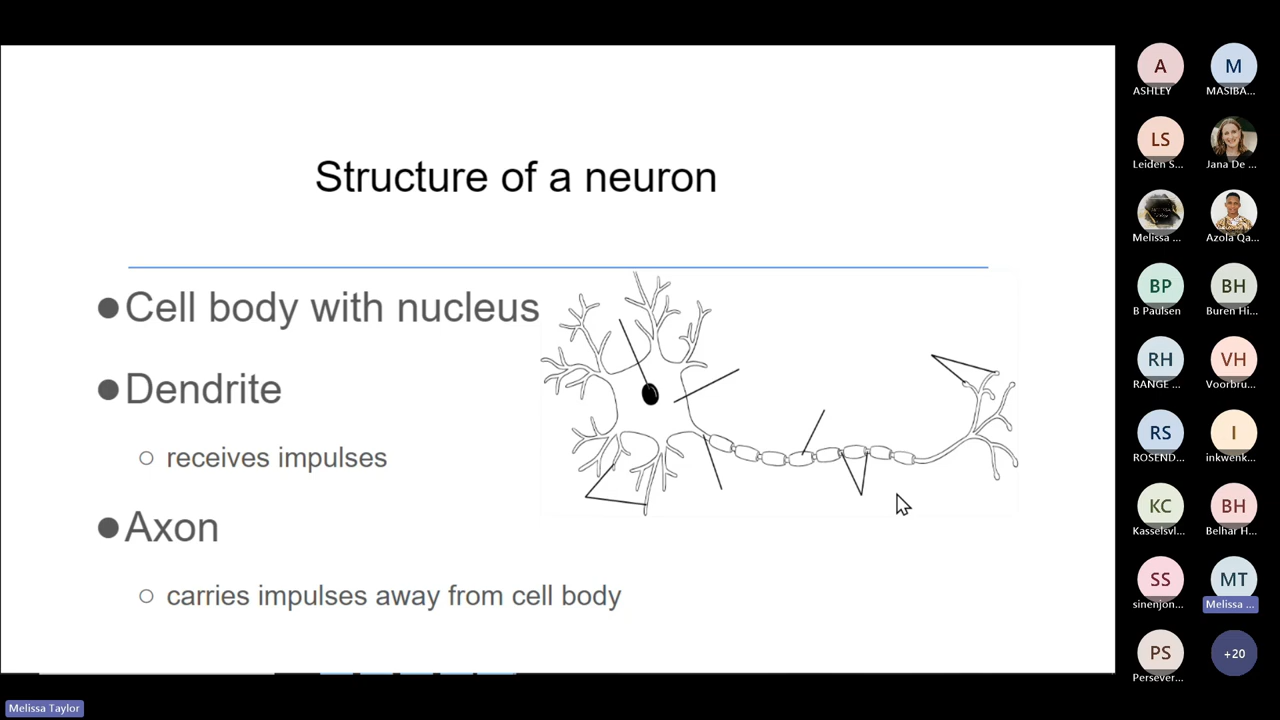 Structure of a neuron
●Cell body with nucleus
●Dendrite
○ receives impulses
●Axon
○ carries impulses away from cell body
A
ASHLEY
M
MASIBA...
LS
Leiden S...
Jana De ...
Melissa ...
Azola Qa...
BP
B Paulsen
BH
Buren Hi...
RH
RANGE ...
VH
Voorbru...
RS
ROSEND...
I
inkwenk...
KC
Kasselsvl...
BH
Belhar H...
SS
sinenjon...
MT
Melissa ...
PS
Persever...
+20
Melissa Taylor